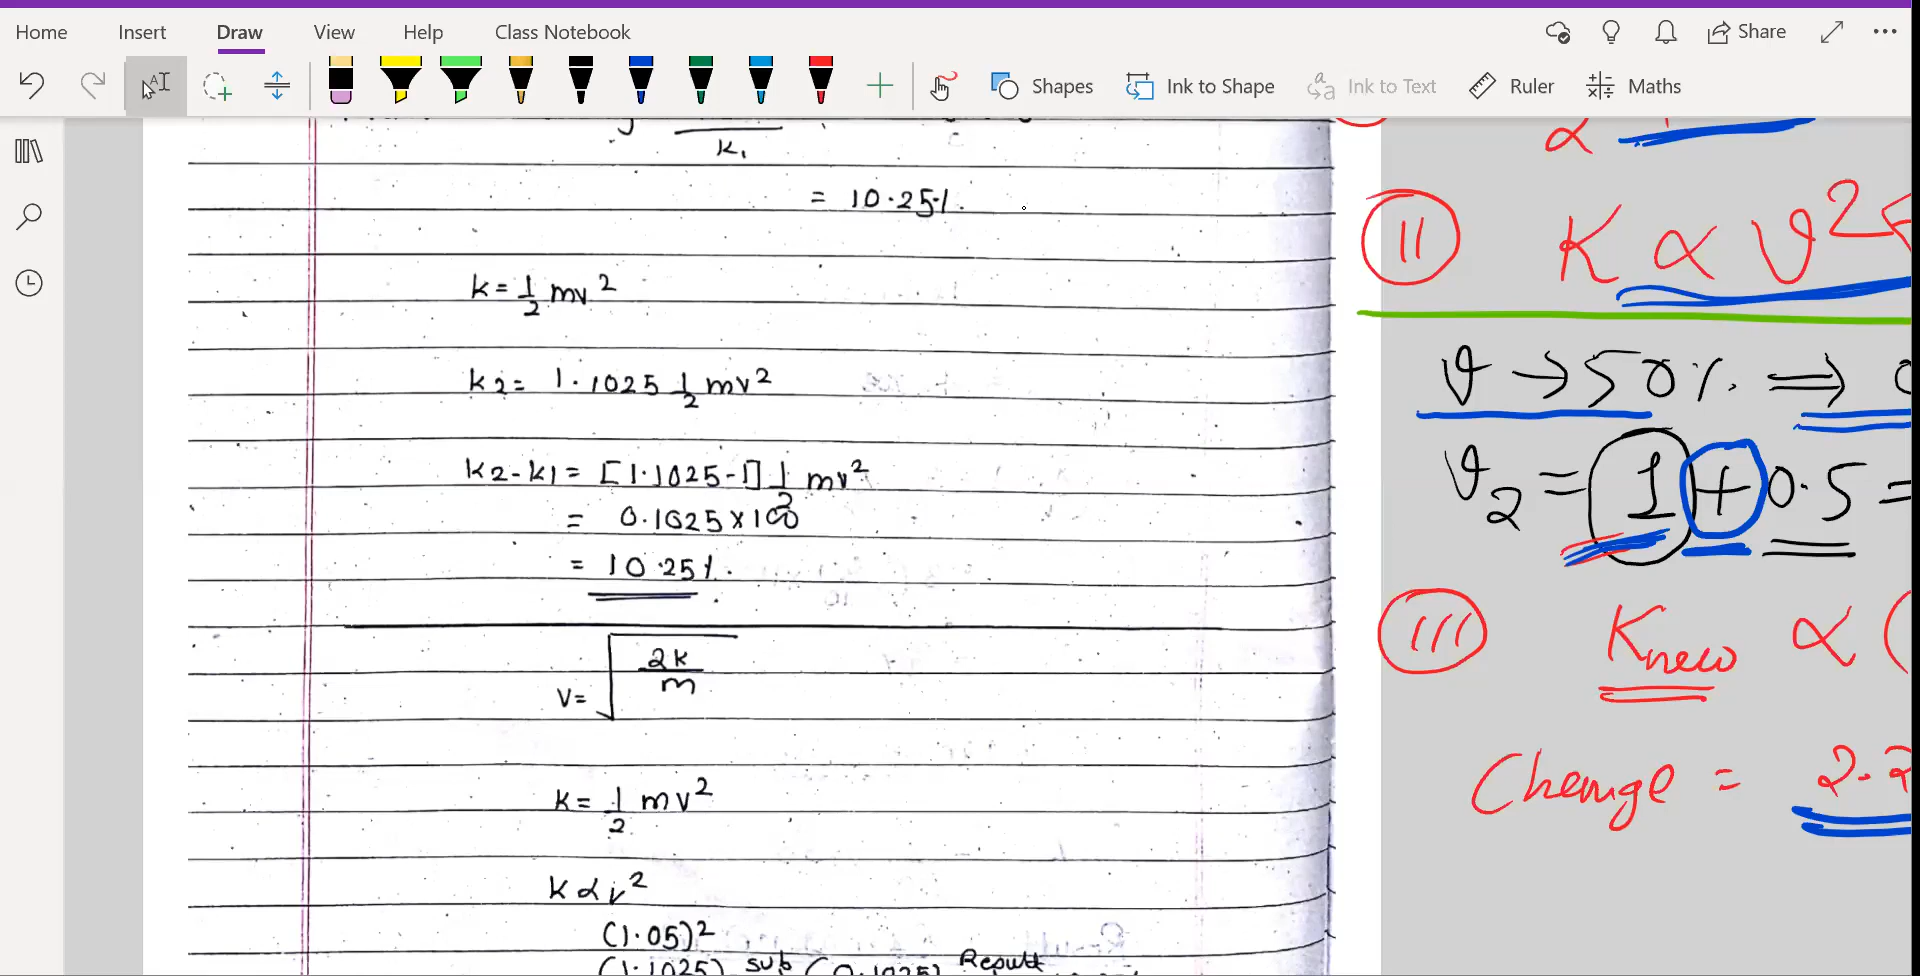 Home Insert Draw View Help Class Notebook Share
Shapes Ink to Shape Ink to Text Ruler Maths
K₁
= 10.25%.
K = 1/2 mv²
K2 = 1.1025 1/2 mv²
K2 - K1 = [1.1025-1] 1/2 mv²
= 0.1025 × 100
= 10.25%.
V = √(2K/m)
K = 1/2 mv²
K α v²
(1.05)²
(1.1025) sub (0.1025) Result
α
II K α v²
v → 50% ⇒
v₂ = 1 + 0.5 =
III Knew α (
Change = 2.2